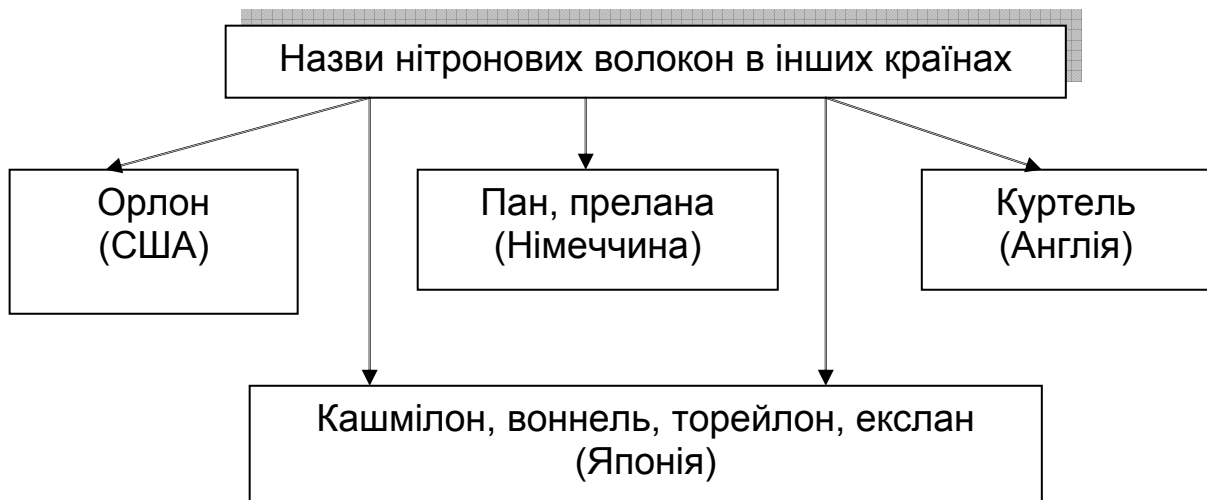 Назви нітронових волокон в інших країнах
Орлон
(США)
Пан, прелана
(Німеччина)
Куртель
(Англія)
Кашмілон, воннель, торейлон, екслан
(Японія)